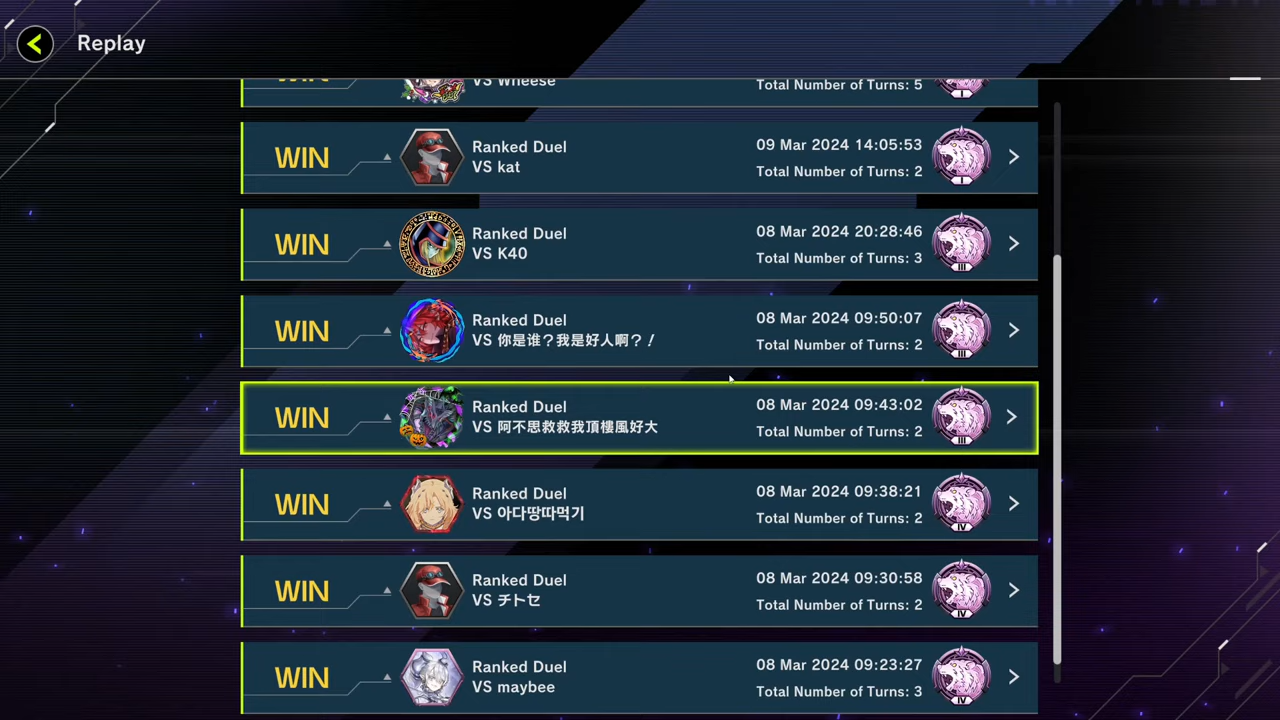 Replay
WIN
VS Wheese
Total Number of Turns: 5
I
WIN
Ranked Duel
VS kat
09 Mar 2024 14:05:53
Total Number of Turns: 2
I
WIN
Ranked Duel
VS K40
08 Mar 2024 20:28:46
Total Number of Turns: 3
III
WIN
Ranked Duel
VS 你是谁？我是好人啊？！
08 Mar 2024 09:50:07
Total Number of Turns: 2
III
WIN
Ranked Duel
VS 阿不思救救我頂樓風好大
08 Mar 2024 09:43:02
Total Number of Turns: 2
III
WIN
Ranked Duel
VS 아다땅따먹기
08 Mar 2024 09:38:21
Total Number of Turns: 2
IV
WIN
Ranked Duel
VS チトセ
08 Mar 2024 09:30:58
Total Number of Turns: 2
IV
WIN
Ranked Duel
VS maybee
08 Mar 2024 09:23:27
Total Number of Turns: 3
IV